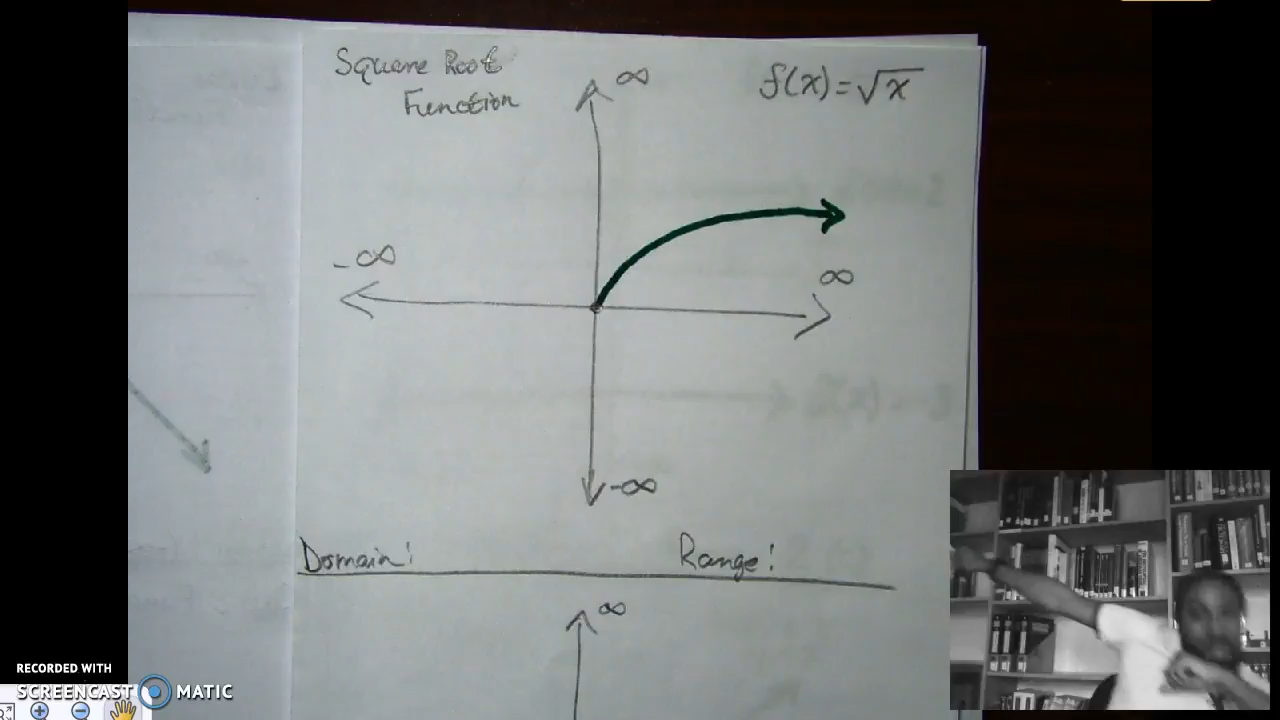 Square Root
Function
∞
f(x)=√x
-∞
∞
-∞
Domain:
Range:
∞
RECORDED WITH
SCREENCAST MATIC